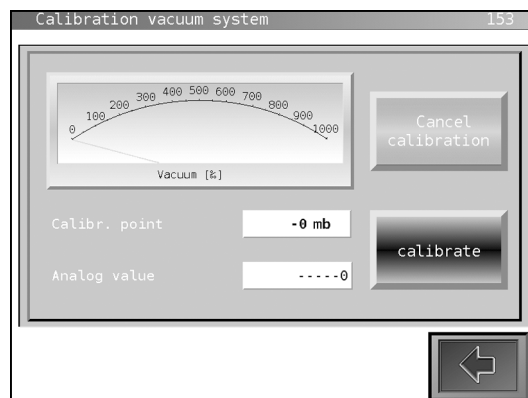 Calibration vacuum system 153
0 100 200 300 400 500 600 700 800 900 1000
Vacuum [‰]
Cancel
calibration
Calibr. point -0 mb
calibrate
Analog value -----0